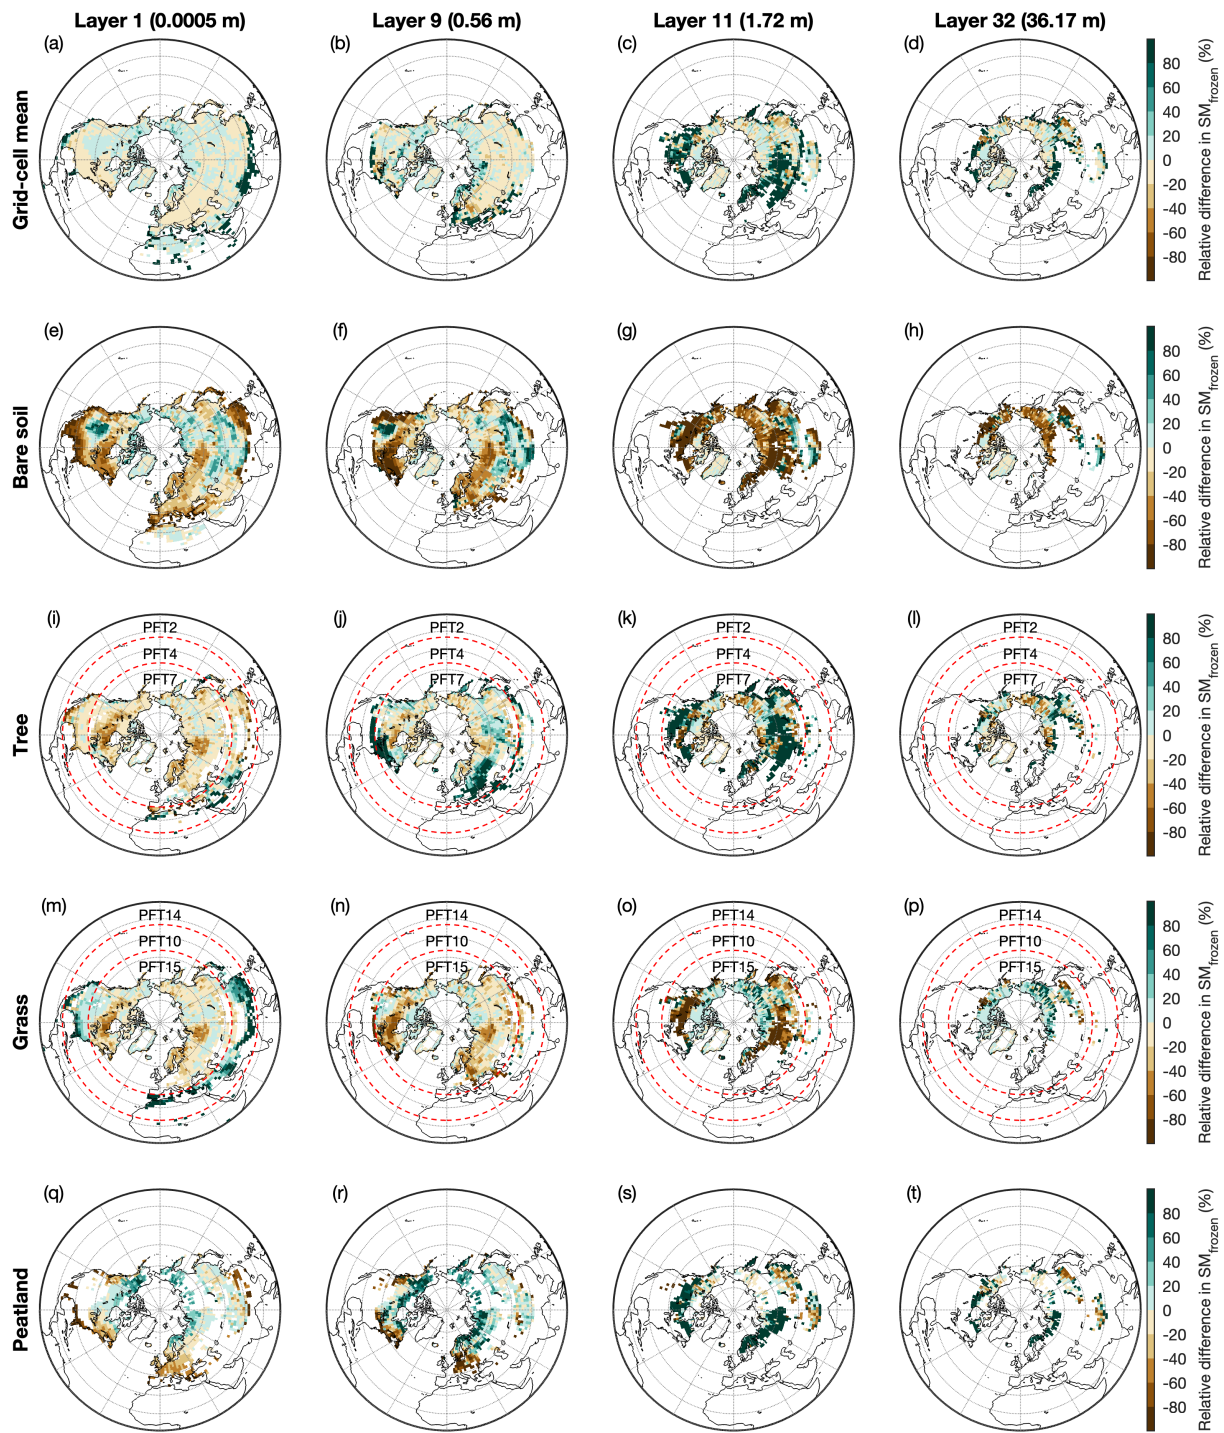 Layer 1 (0.0005 m) Layer 9 (0.56 m) Layer 11 (1.72 m) Layer 32 (36.17 m)
Grid-cell mean
(a) (b) (c) (d)
80
60
40
20
0
-20
-40
-60
-80
Relative difference in SMfrozen (%)
Bare soil
(e) (f) (g) (h)
80
60
40
20
0
-20
-40
-60
-80
Relative difference in SMfrozen (%)
Tree
(i) (j) (k) (l)
PFT2 PFT2 PFT2 PFT2
PFT4 PFT4 PFT4 PFT4
PFT7 PFT7 PFT7 PFT7
80
60
40
20
0
-20
-40
-60
-80
Relative difference in SMfrozen (%)
Grass
(m) (n) (o) (p)
PFT14 PFT14 PFT14 PFT14
PFT10 PFT10 PFT10 PFT10
PFT15 PFT15 PFT15 PFT15
80
60
40
20
0
-20
-40
-60
-80
Relative difference in SMfrozen (%)
Peatland
(q) (r) (s) (t)
80
60
40
20
0
-20
-40
-60
-80
Relative difference in SMfrozen (%)